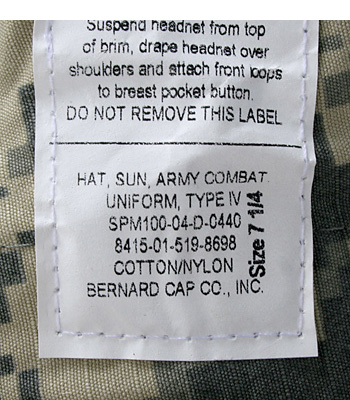 Suspend headnet from top
of brim, drape headnet over
shoulders and attach front loops
to breast pocket button.
DO NOT REMOVE THIS LABEL
HAT, SUN, ARMY COMBAT
UNIFORM, TYPE IV
SPM100-04-D-0440
8415-01-519-8698
COTTON/NYLON
BERNARD CAP CO., INC.
Size 7 1/4